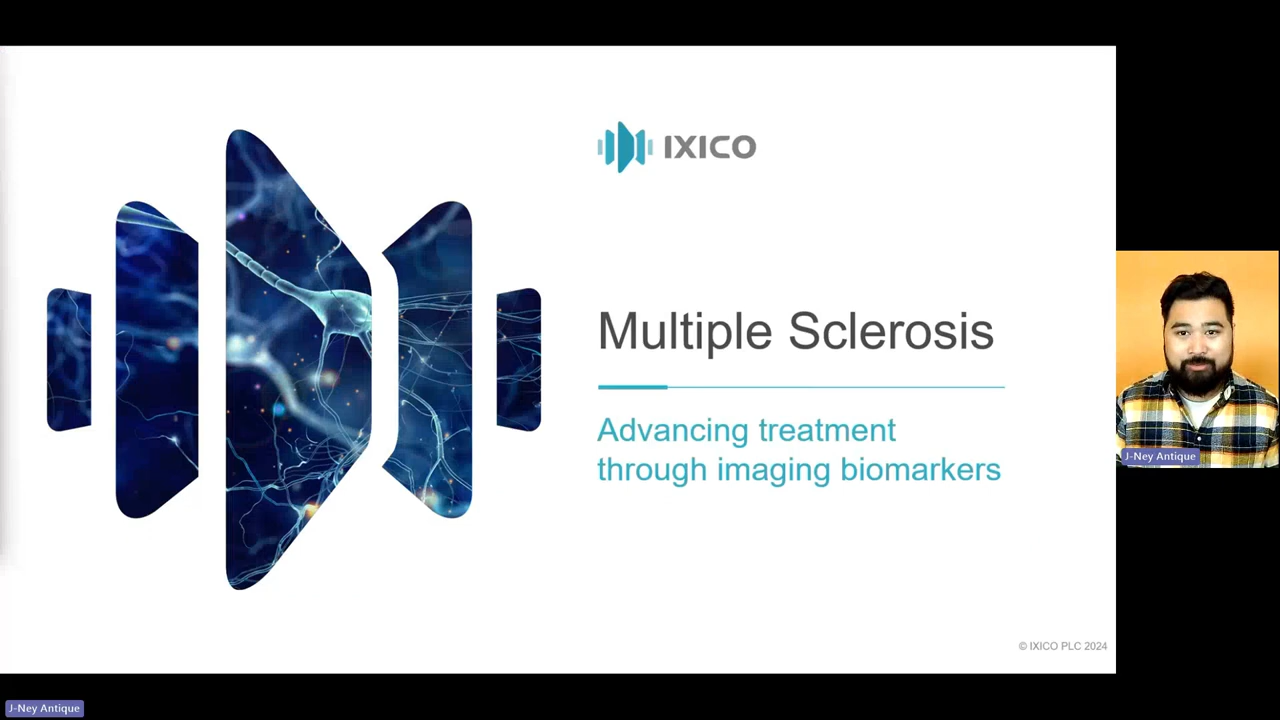 IXICO
Multiple Sclerosis
Advancing treatment
through imaging biomarkers
© IXICO PLC 2024
J-Ney Antique
J-Ney Antique